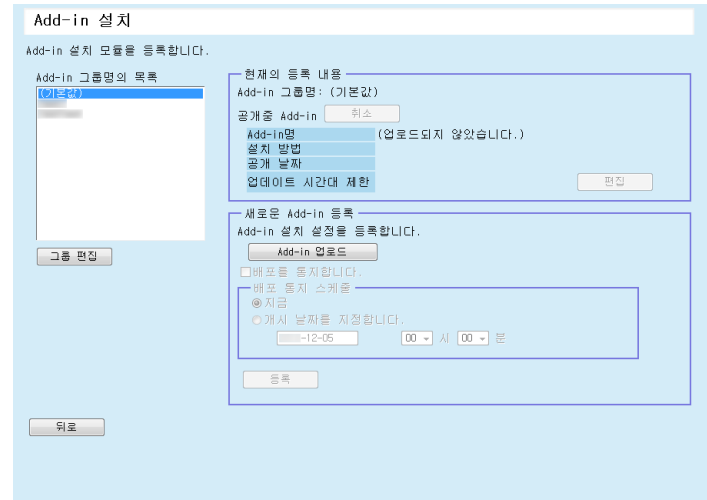 Add-in 설치
Add-in 설치 모듈을 등록합니다.
Add-in 그룹명의 목록
(기본값)
그룹 편집
현재의 등록 내용
Add-in 그룹명: (기본값)
공개중 Add-in 취소
Add-in명 (업로드되지 않았습니다.)
설치 방법
공개 날짜
업데이트 시간대 제한 편집
새로운 Add-in 등록
Add-in 설치 설정을 등록합니다.
Add-in 업로드
배포를 통지합니다.
배포 통지 스케줄
지금
개시 날짜를 지정합니다.
-12-05 00 시 00 분
등록
뒤로